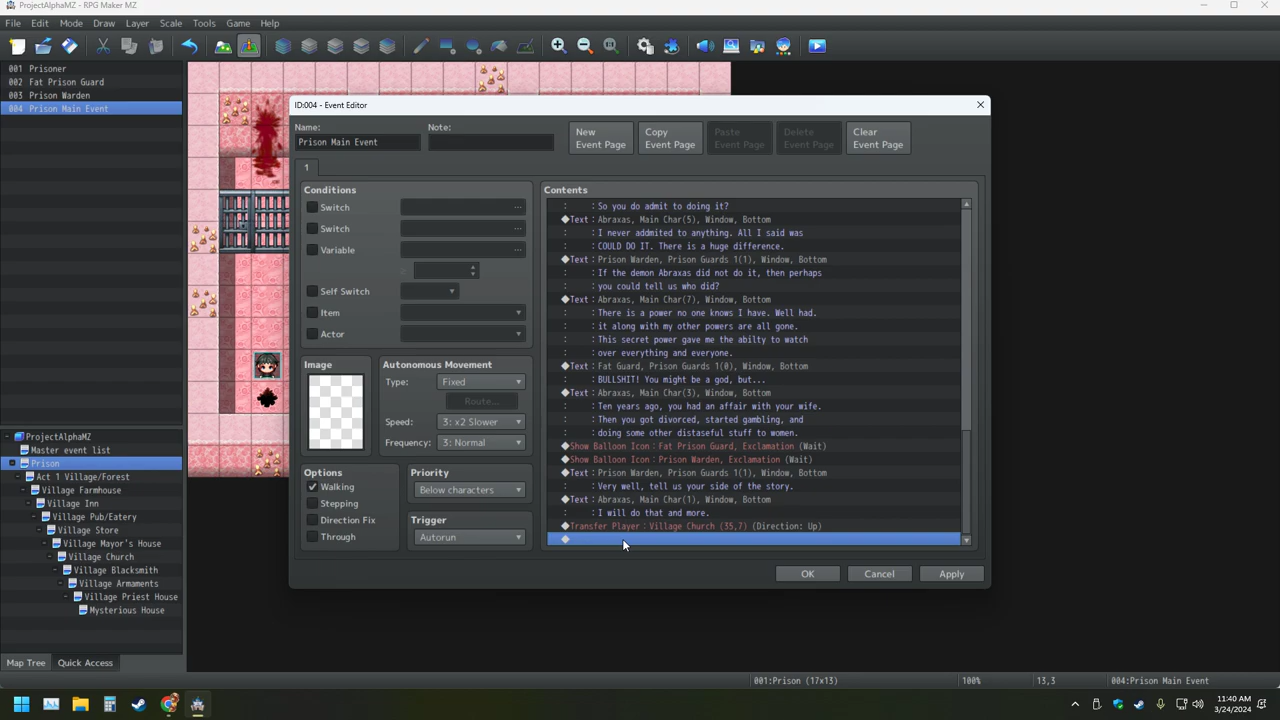 ProjectAlphaMZ - RPG Maker MZ
File Edit Mode Draw Layer Scale Tools Game Help
001 Prisoner
002 Fat Prison Guard
003 Prison Warden
004 Prison Main Event
ID:004 - Event Editor
Name:
Note:
Prison Main Event
New
Event Page
Copy
Event Page
Paste
Event Page
Delete
Event Page
Clear
Event Page
1
Conditions
Switch
...
Switch
...
Variable
...
Self Switch
Item
Actor
Image
Autonomous Movement
Type:
Fixed
Route...
Speed:
3: x2 Slower
Frequency:
3: Normal
Options
Walking
Stepping
Direction Fix
Through
Priority
Below characters
Trigger
Autorun
Contents
: So you do admit to doing it?
◆Text : Abraxas, Main Char(5), Window, Bottom
: I never addmited to anything. All I said was
: COULD DO IT. There is a huge difference.
◆Text : Prison Warden, Prison Guards 1(1), Window, Bottom
: If the demon Abraxas did not do it, then perhaps
: you could tell us who did?
◆Text : Abraxas, Main Char(7), Window, Bottom
: There is a power no one knows I have. Well had.
: it along with my other powers are all gone.
: This secret power gave me the abilty to watch
: over everything and everyone.
◆Text : Fat Guard, Prison Guards 1(0), Window, Bottom
: BULLSHIT! You might be a god, but...
◆Text : Abraxas, Main Char(3), Window, Bottom
: Ten years ago, you had an affair with your wife.
: Then you got divorced, started gambling, and
: doing some other distaseful stuff to women.
◆Show Balloon Icon : Fat Prison Guard, Exclamation (Wait)
◆Show Balloon Icon : Prison Warden, Exclamation (Wait)
◆Text : Prison Warden, Prison Guards 1(1), Window, Bottom
: Very well, tell us your side of the story.
◆Text : Abraxas, Main Char(1), Window, Bottom
: I will do that and more.
◆Transfer Player : Village Church (35,7) (Direction: Up)
◆
OK
Cancel
Apply
ProjectAlphaMZ
Master event list
Prison
Act 1 Village/Forest
Village Farmhouse
Village Inn
Village Pub/Eatery
Village Store
Village Mayor's House
Village Church
Village Blacksmith
Village Armaments
Village Priest House
Mysterious House
Map Tree
Quick Access
001:Prison (17x13)
100%
13,3
004:Prison Main Event
11:40 AM
3/24/2024